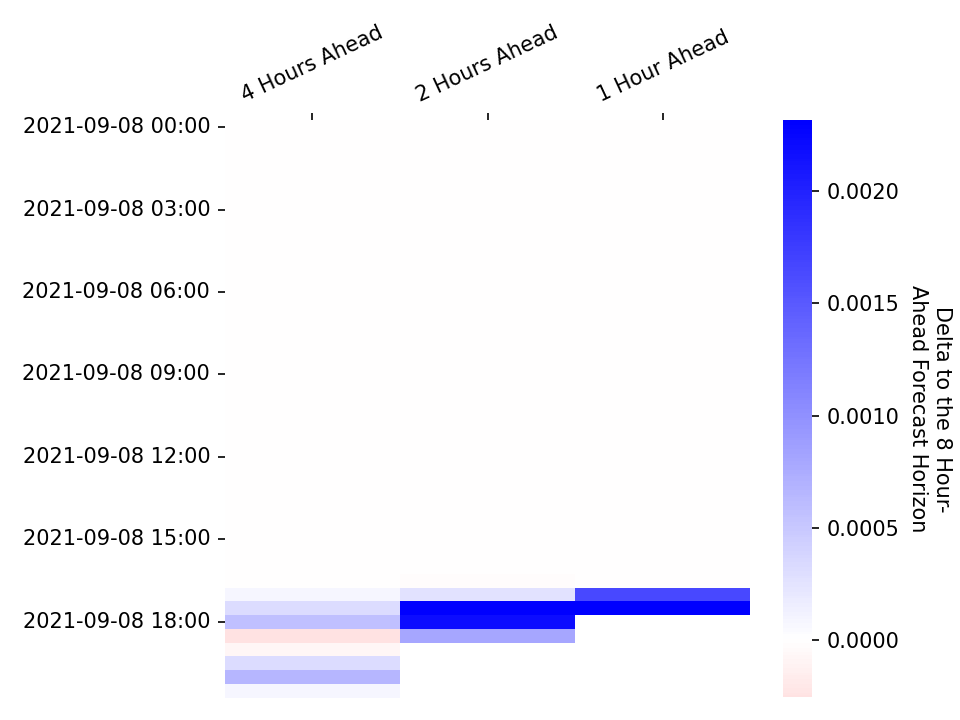 4 Hours Ahead
2 Hours Ahead
1 Hour Ahead
2021-09-08 00:00
2021-09-08 03:00
2021-09-08 06:00
2021-09-08 09:00
2021-09-08 12:00
2021-09-08 15:00
2021-09-08 18:00
0.0020
0.0015
0.0010
0.0005
0.0000
Delta to the 8 Hour-
Ahead Forecast Horizon